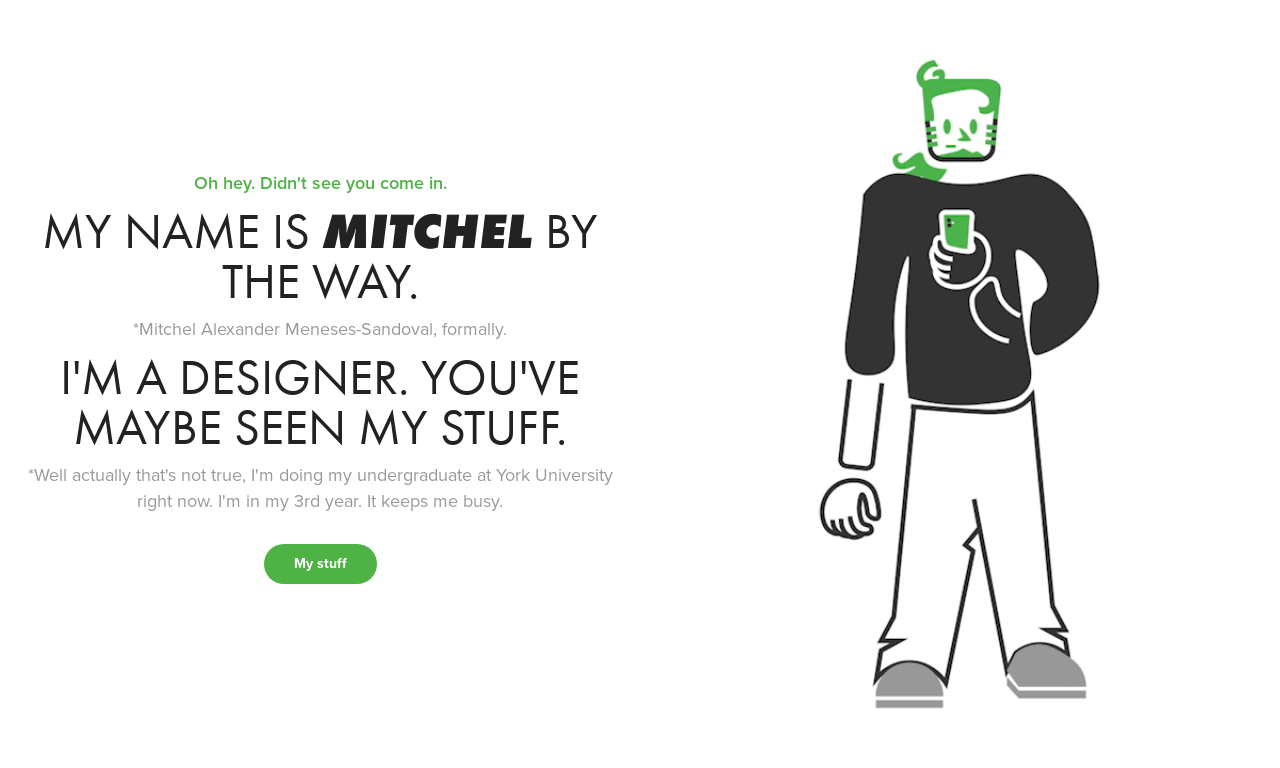 Oh hey. Didn't see you come in.
MY NAME IS MITCHEL BY
THE WAY.
*Mitchel Alexander Meneses-Sandoval, formally.
I'M A DESIGNER. YOU'VE
MAYBE SEEN MY STUFF.
*Well actually that's not true, I'm doing my undergraduate at York University
right now. I'm in my 3rd year. It keeps me busy.
My stuff